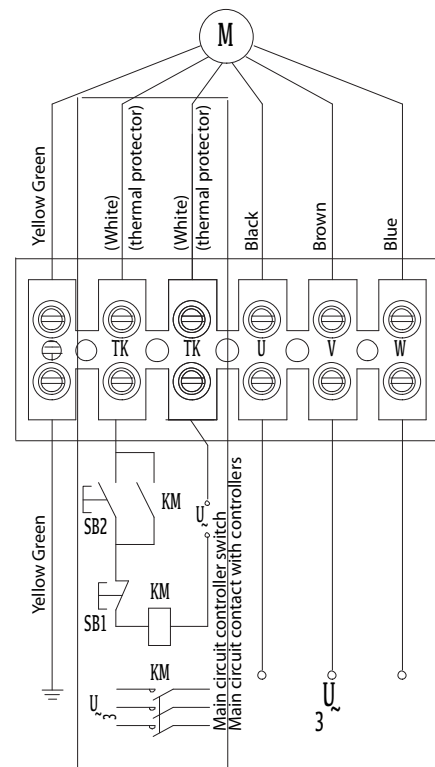 M
Yellow Green
(White)
(thermal protector)
(White)
(thermal protector)
Black
Brown
Blue
TK
TK
U
V
W
Yellow Green
SB2
KM
U~
SB1
KM
KM
U~3
Main circuit controller switch
Main circuit contact with controllers
U~
3